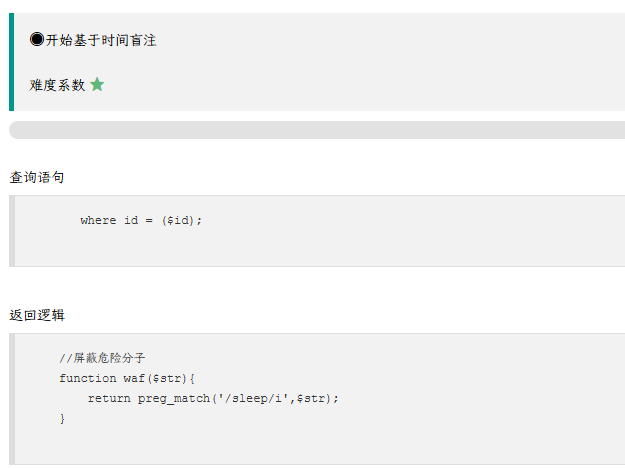 ◉开始基于时间盲注
难度系数 ★
查询语句
where id = ($id);
返回逻辑
//屏蔽危险分子
function waf($str){
return preg_match('/sleep/i',$str);
}